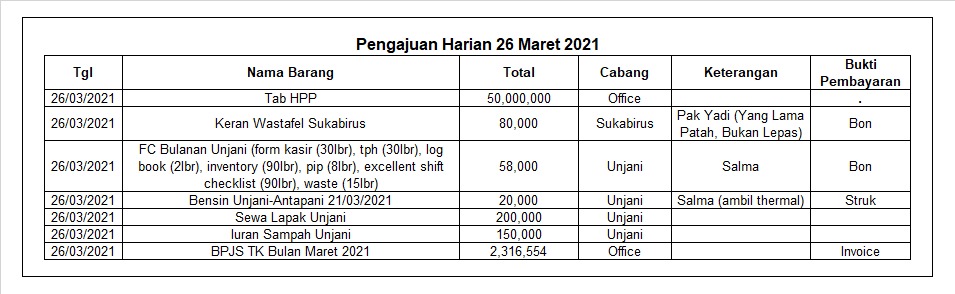 Pengajuan Harian 26 Maret 2021
Tgl Nama Barang Total Cabang Keterangan Bukti Pembayaran
26/03/2021 Tab HPP 50,000,000 Office .
26/03/2021 Keran Wastafel Sukabirus 80,000 Sukabirus Pak Yadi (Yang Lama Patah, Bukan Lepas) Bon
26/03/2021 FC Bulanan Unjani (form kasir (30lbr), tph (30lbr), log book (2lbr), inventory (90lbr), pip (8lbr), excellent shift checklist (90lbr), waste (15lbr) 58,000 Unjani Salma Bon
26/03/2021 Bensin Unjani-Antapani 21/03/2021 20,000 Unjani Salma (ambil thermal) Struk
26/03/2021 Sewa Lapak Unjani 200,000 Unjani
26/03/2021 Iuran Sampah Unjani 150,000 Unjani
26/03/2021 BPJS TK Bulan Maret 2021 2,316,554 Office Invoice